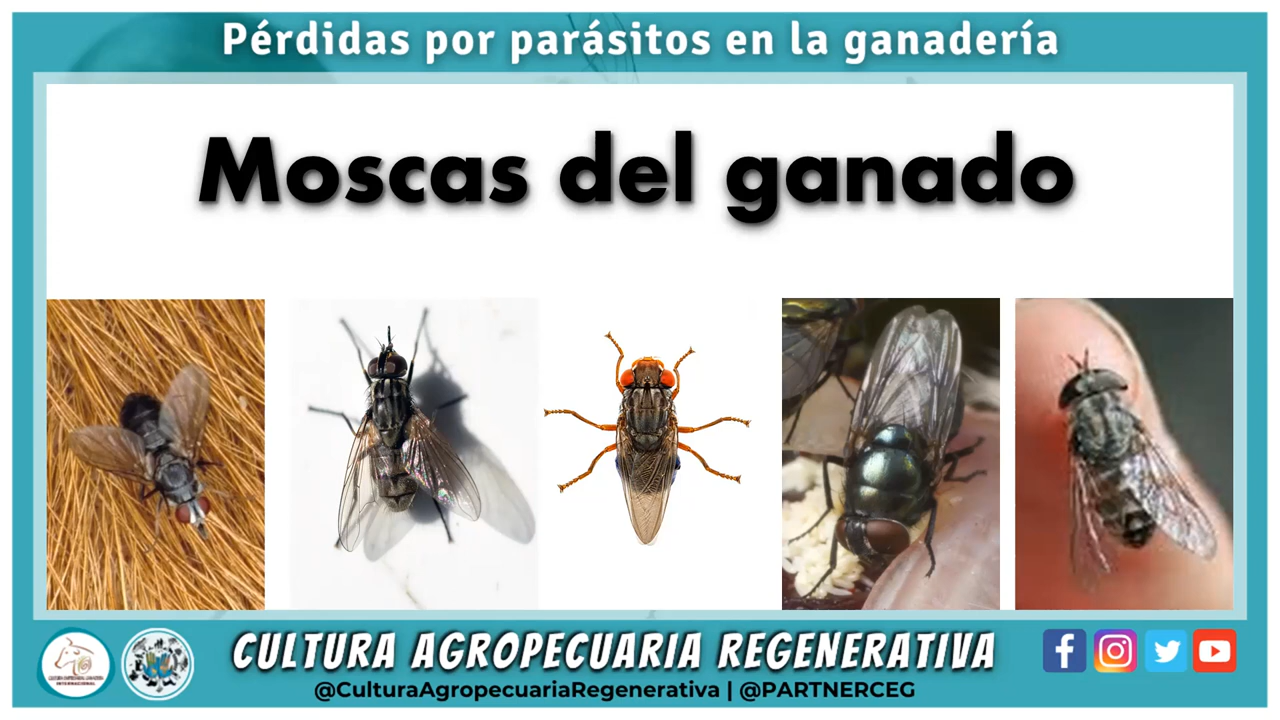 Pérdidas por parásitos en la ganadería
Moscas del ganado
CULTURA AGROPECUARIA REGENERATIVA
@CulturaAgropecuariaRegenerativa | @PARTNERCEG